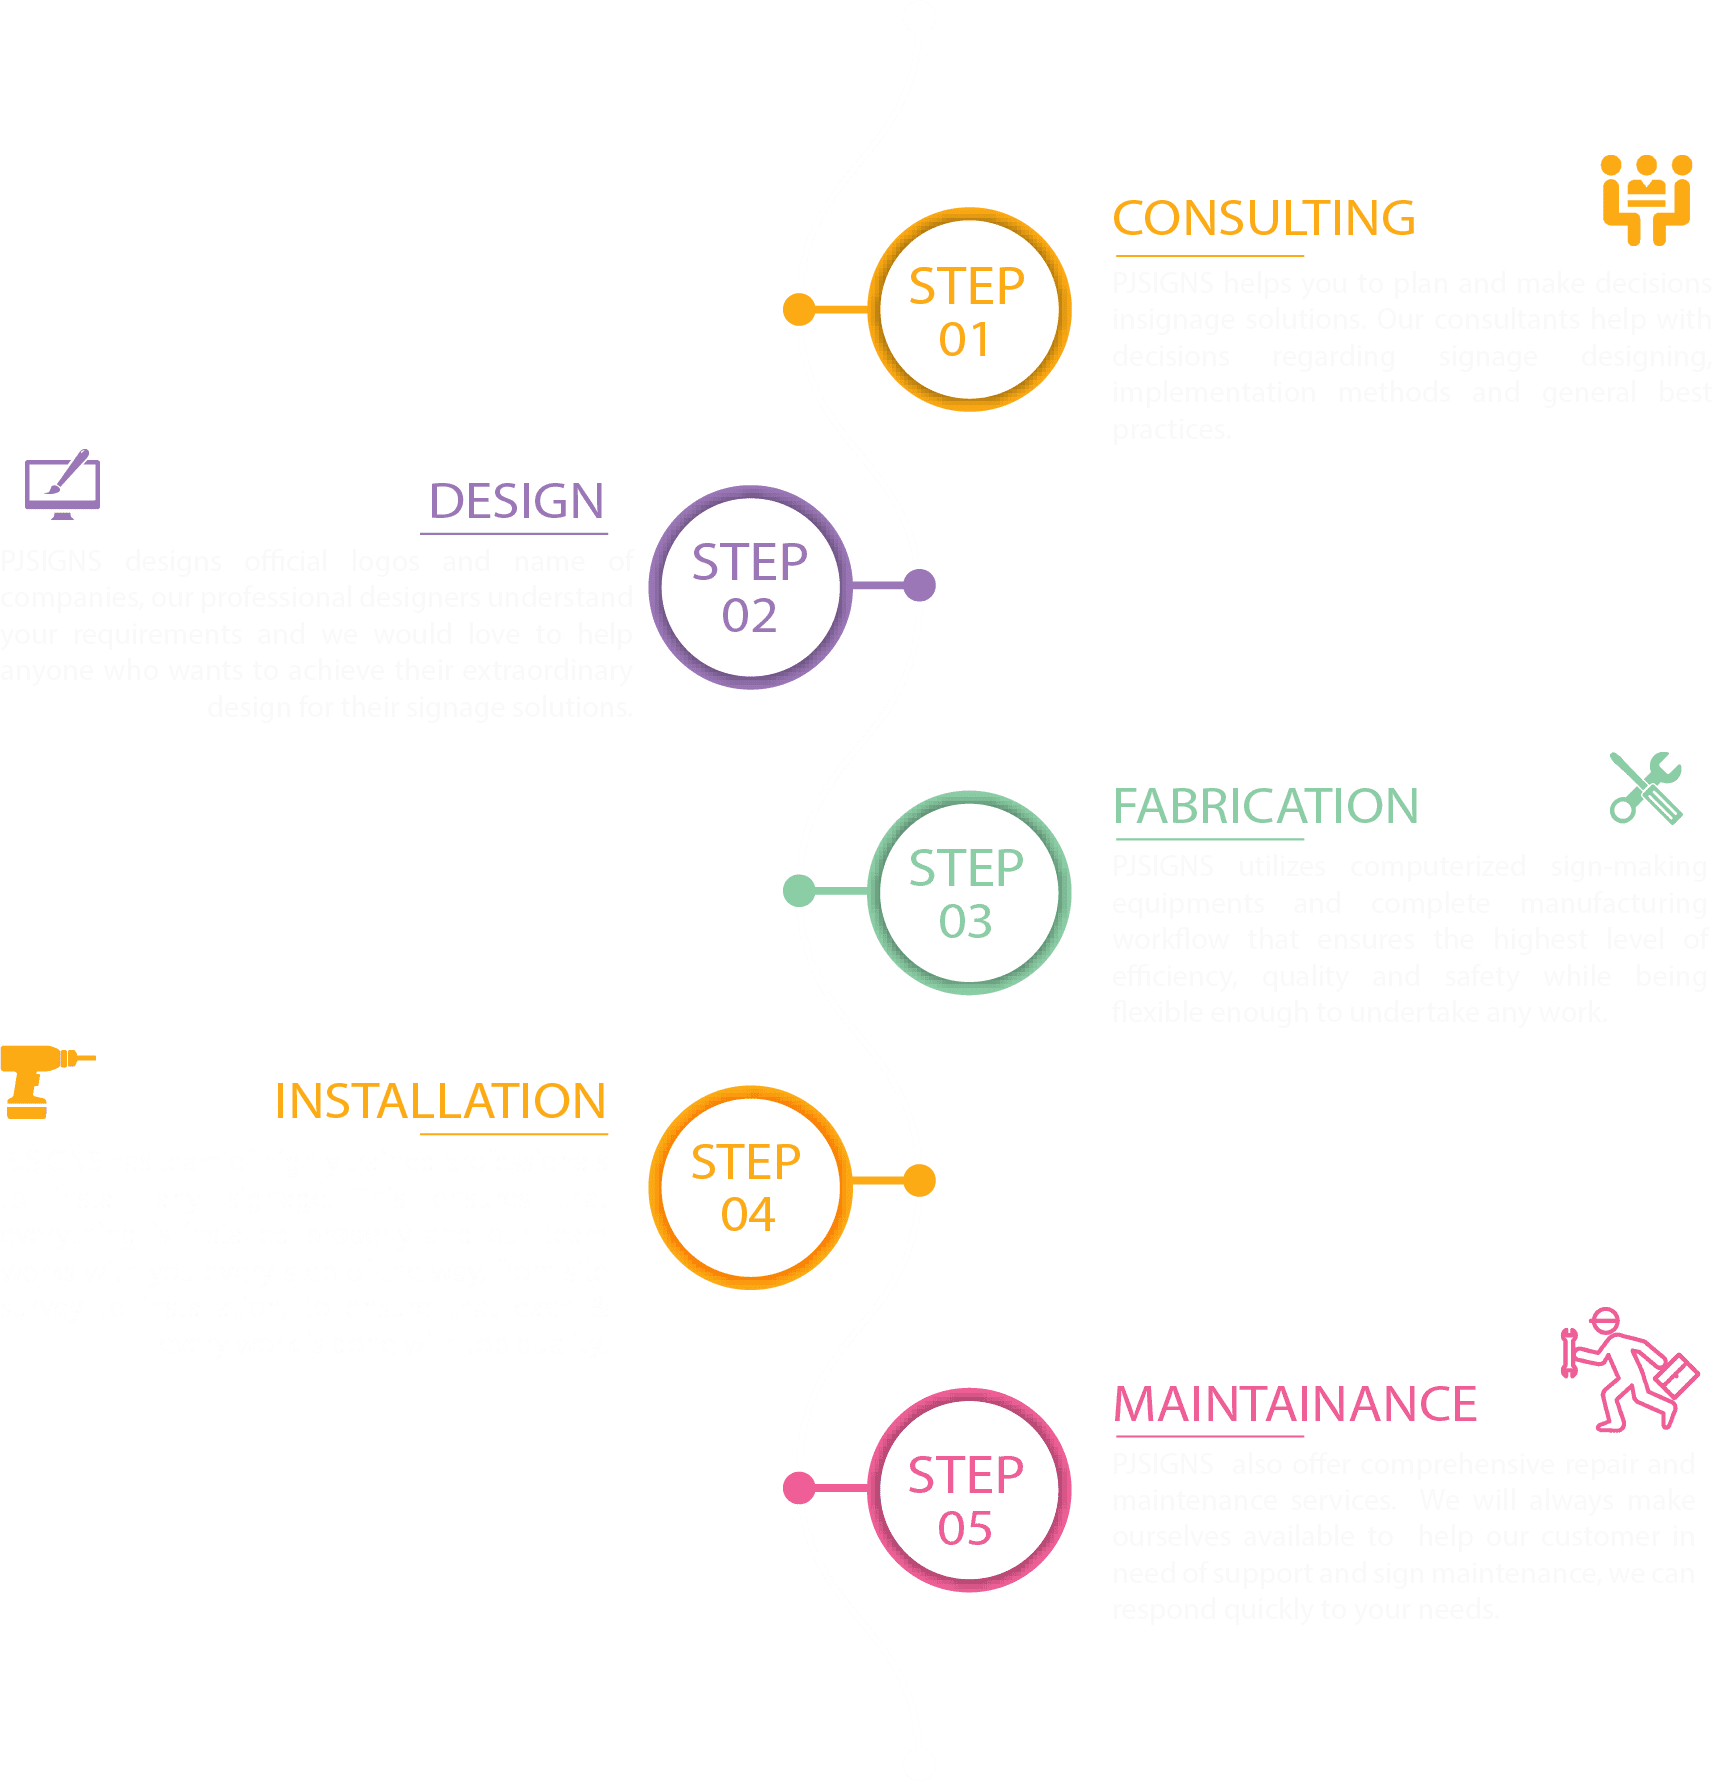 CONSULTING
STEP
01
PJSIGNS helps you to plan and make decisions
insignage solutions. Our consultants help with
decisions regarding signage designing,
implementation methods and general best
practices.
DESIGN
STEP
02
PJSIGNS designs official logos and name of
companies, our professional designers understand
your requirements and we would love to help
anyone who wants to achieve their extraordinary
design for their signage solutions.
FABRICATION
STEP
03
PJSIGNS utilizes computerized sign-making
equipments and complete manufacturing
workflow that ensures the highest level of
efficiency, quality and safety while being
flexible enough to undertake any work.
INSTALLATION
STEP
04
MAINTAINANCE
STEP
05
PJSIGNS also offer comprehensive repair and
maintenance services. We will always make
ourselves available to help our customer in
need of support and sign maintenance, we can
respond quickly to your needs.